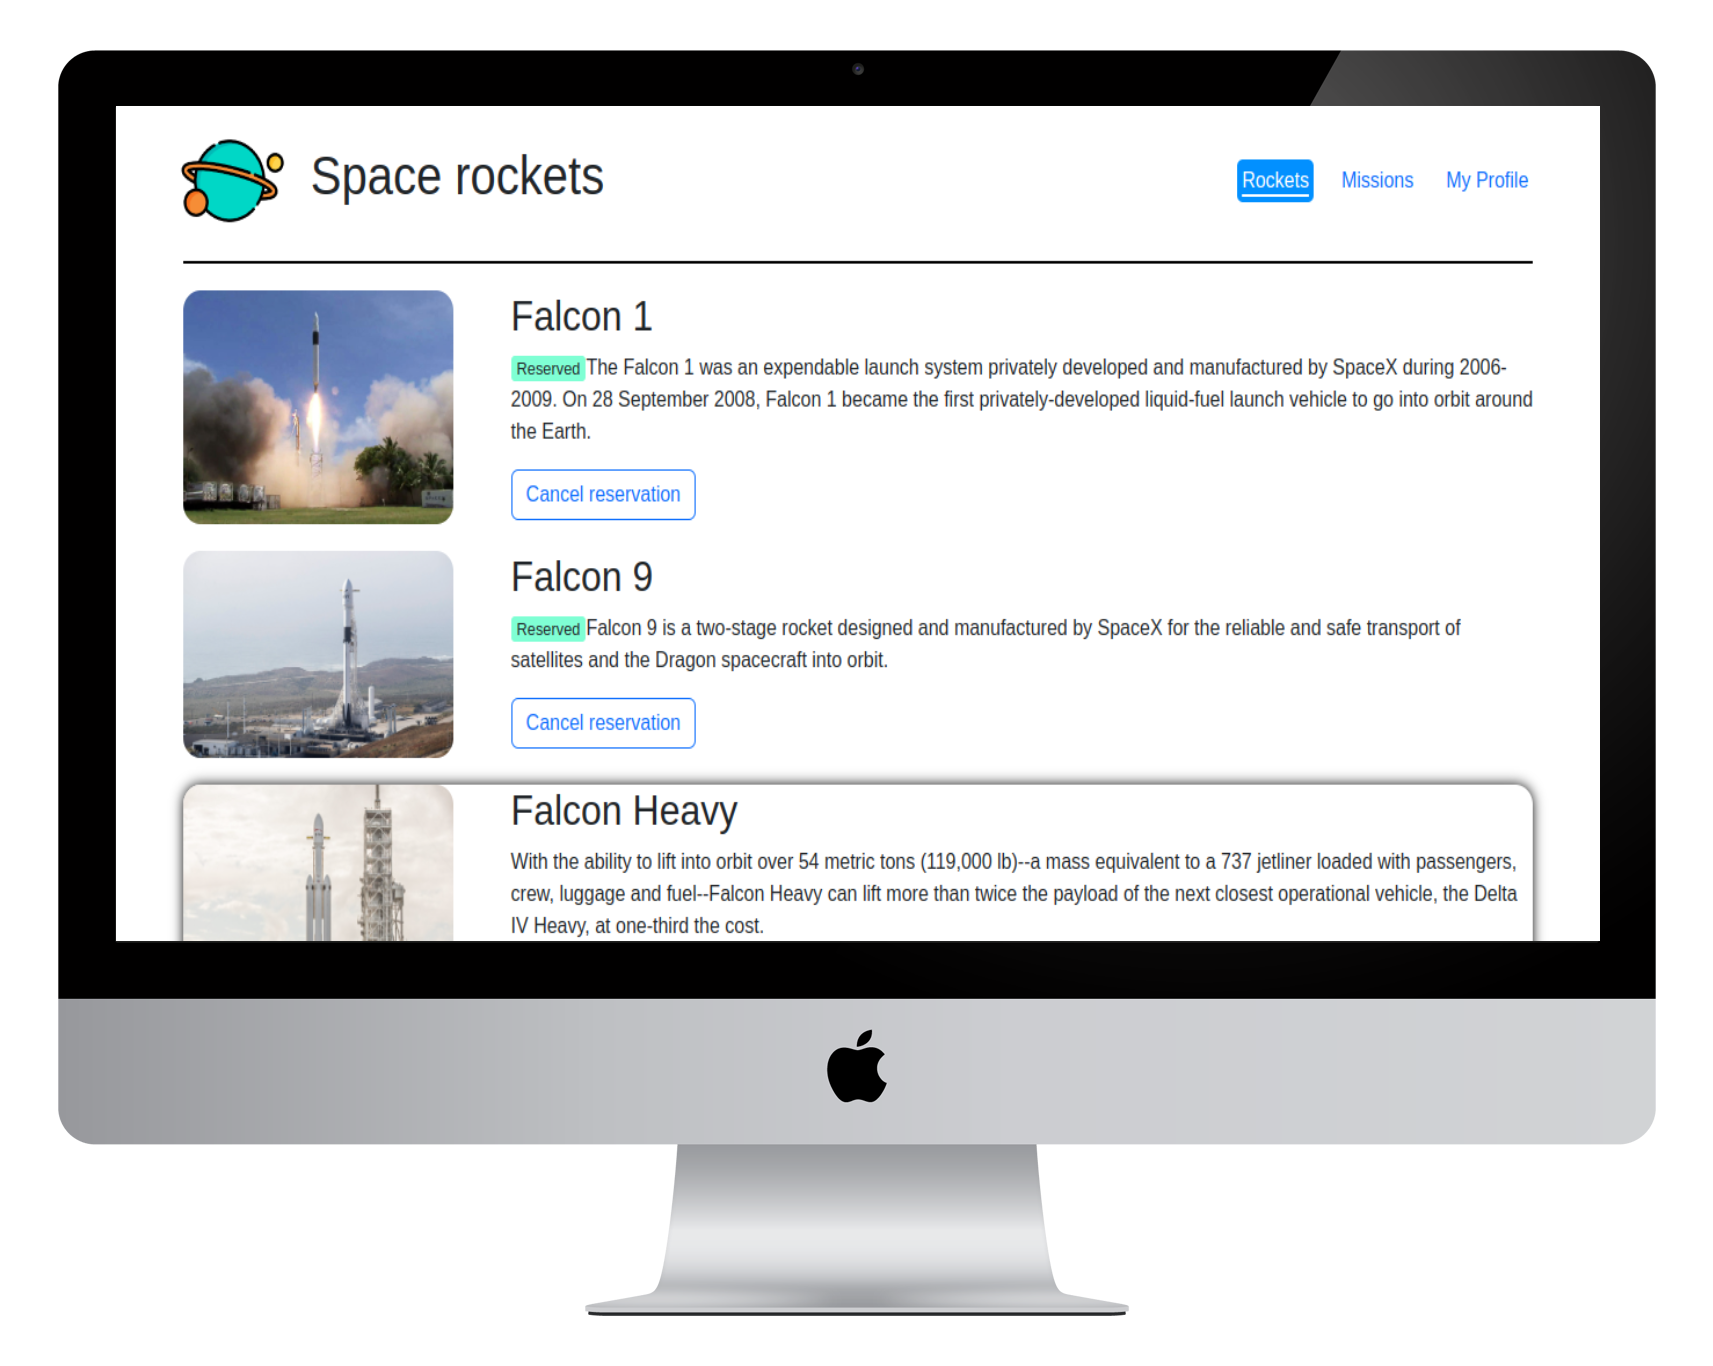 Space rockets
Rockets Missions My Profile
Falcon 1
Reserved The Falcon 1 was an expendable launch system privately developed and manufactured by SpaceX during 2006-
2009. On 28 September 2008, Falcon 1 became the first privately-developed liquid-fuel launch vehicle to go into orbit around
the Earth.
Cancel reservation
Falcon 9
Reserved Falcon 9 is a two-stage rocket designed and manufactured by SpaceX for the reliable and safe transport of
satellites and the Dragon spacecraft into orbit.
Cancel reservation
Falcon Heavy
With the ability to lift into orbit over 54 metric tons (119,000 lb)--a mass equivalent to a 737 jetliner loaded with passengers,
crew, luggage and fuel--Falcon Heavy can lift more than twice the payload of the next closest operational vehicle, the Delta
IV Heavy, at one-third the cost.